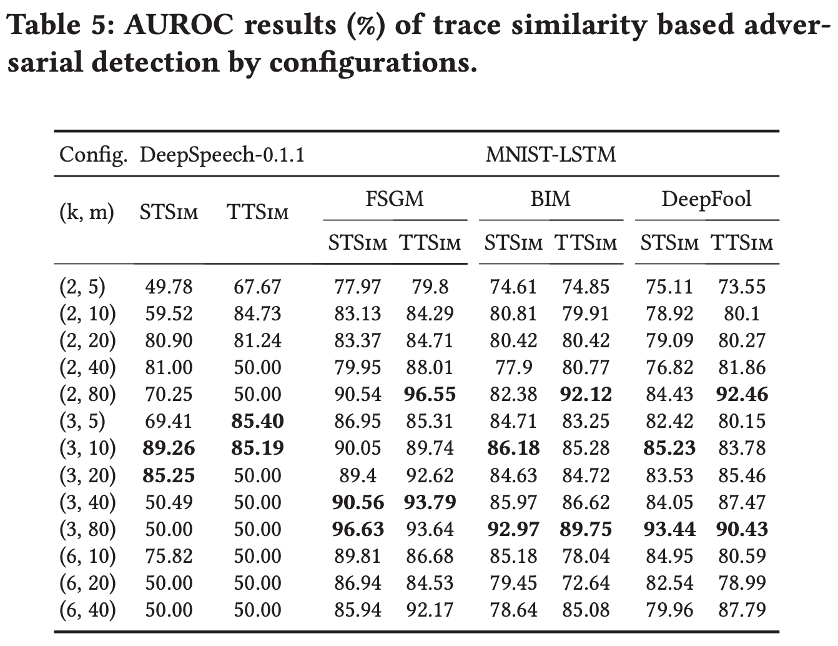 Table 5: AUROC results (%) of trace similarity based adver-
sarial detection by configurations.
Config. DeepSpeech-0.1.1 MNIST-LSTM
(k, m) STSim TTSim FSGM BIM DeepFool
STSim TTSim STSim TTSim STSim TTSim
(2, 5) 49.78 67.67 77.97 79.8 74.61 74.85 75.11 73.55
(2, 10) 59.52 84.73 83.13 84.29 80.81 79.91 78.92 80.1
(2, 20) 80.90 81.24 83.37 84.71 80.42 80.42 79.09 80.27
(2, 40) 81.00 50.00 79.95 88.01 77.9 80.77 76.82 81.86
(2, 80) 70.25 50.00 90.54 96.55 82.38 92.12 84.43 92.46
(3, 5) 69.41 85.40 86.95 85.31 84.71 83.25 82.42 80.15
(3, 10) 89.26 85.19 90.05 89.74 86.18 85.28 85.23 83.78
(3, 20) 85.25 50.00 89.4 92.62 84.63 84.72 83.53 85.46
(3, 40) 50.49 50.00 90.56 93.79 85.97 86.62 84.05 87.47
(3, 80) 50.00 50.00 96.63 93.64 92.97 89.75 93.44 90.43
(6, 10) 75.82 50.00 89.81 86.68 85.18 78.04 84.95 80.59
(6, 20) 50.00 50.00 86.94 84.53 79.45 72.64 82.54 78.99
(6, 40) 50.00 50.00 85.94 92.17 78.64 85.08 79.96 87.79